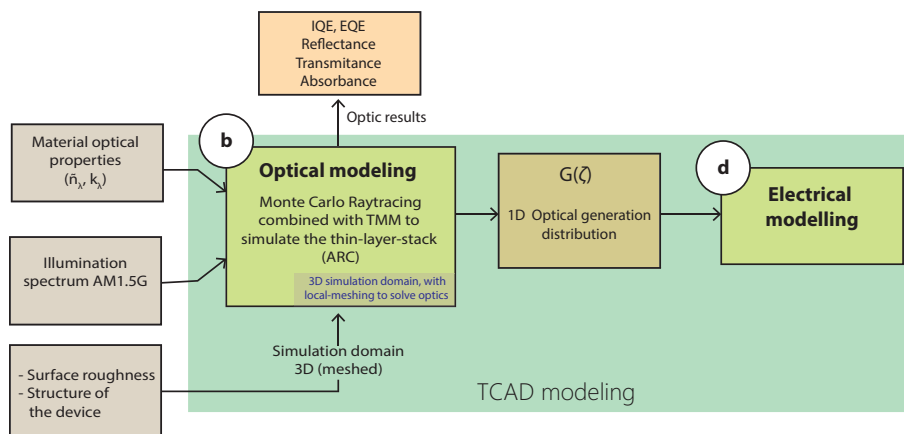 IQE, EQE
Reflectance
Transmitance
Absorbance
Optic results
Material optical
properties
(ñλ, kλ)
b
Optical modeling
Monte Carlo Raytracing
combined with TMM to
simulate the thin-layer-stack
(ARC)
3D simulation domain, with
local-meshing to solve optics
G(ζ)
1D Optical generation
distribution
d
Electrical
modelling
Illumination
spectrum AM1.5G
Simulation domain
3D (meshed)
- Surface roughness
- Structure of
the device
TCAD modeling